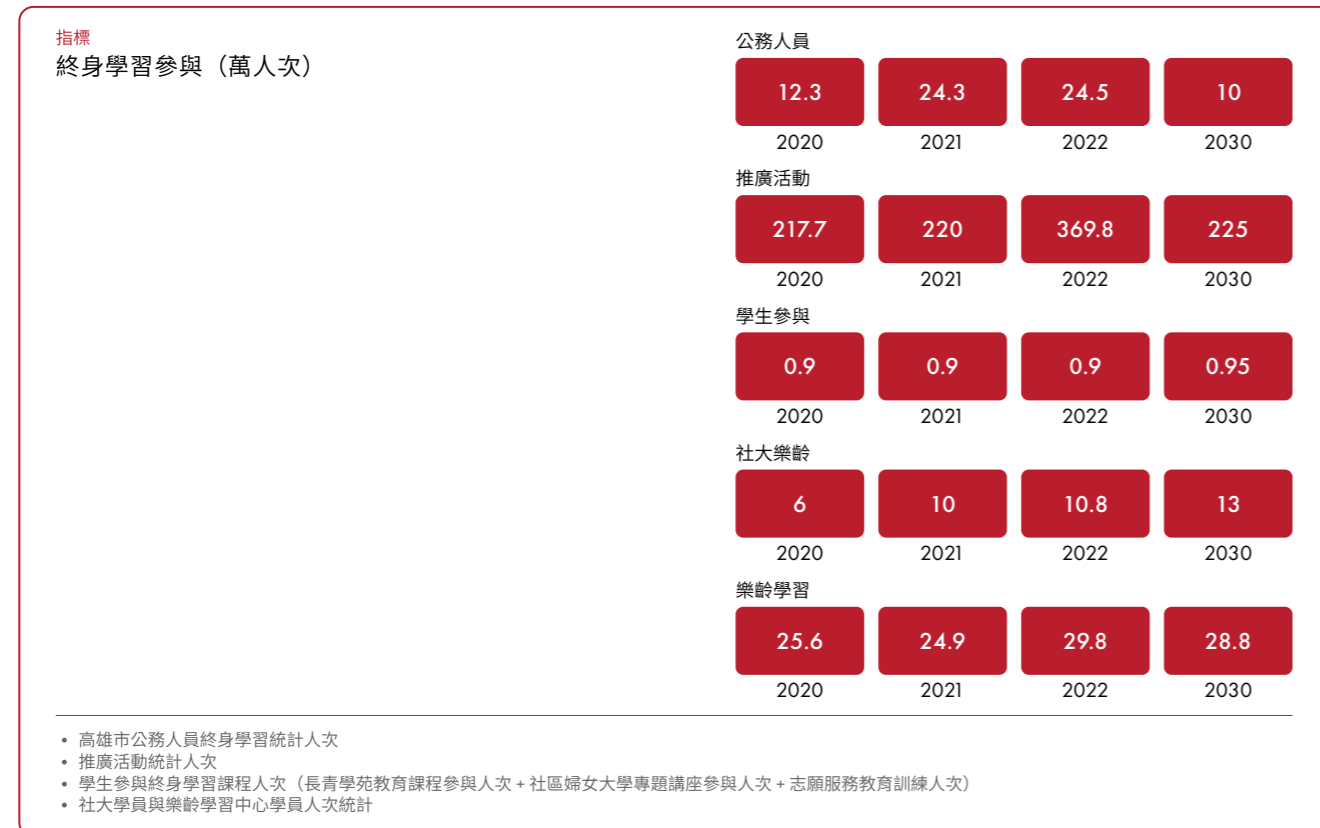 指標
終身學習參與（萬人次）
公務人員
12.3 24.3 24.5 10
2020 2021 2022 2030
推廣活動
217.7 220 369.8 225
2020 2021 2022 2030
學生參與
0.9 0.9 0.9 0.95
2020 2021 2022 2030
社大樂齡
6 10 10.8 13
2020 2021 2022 2030
樂齡學習
25.6 24.9 29.8 28.8
2020 2021 2022 2030
• 高雄市公務人員終身學習統計人次
• 推廣活動統計人次
• 學生參與終身學習課程人次（長青學苑教育課程參與人次 + 社區婦女大學專題講座參與人次 + 志願服務教育訓練人次）
• 社大學員與樂齡學習中心學員人次統計